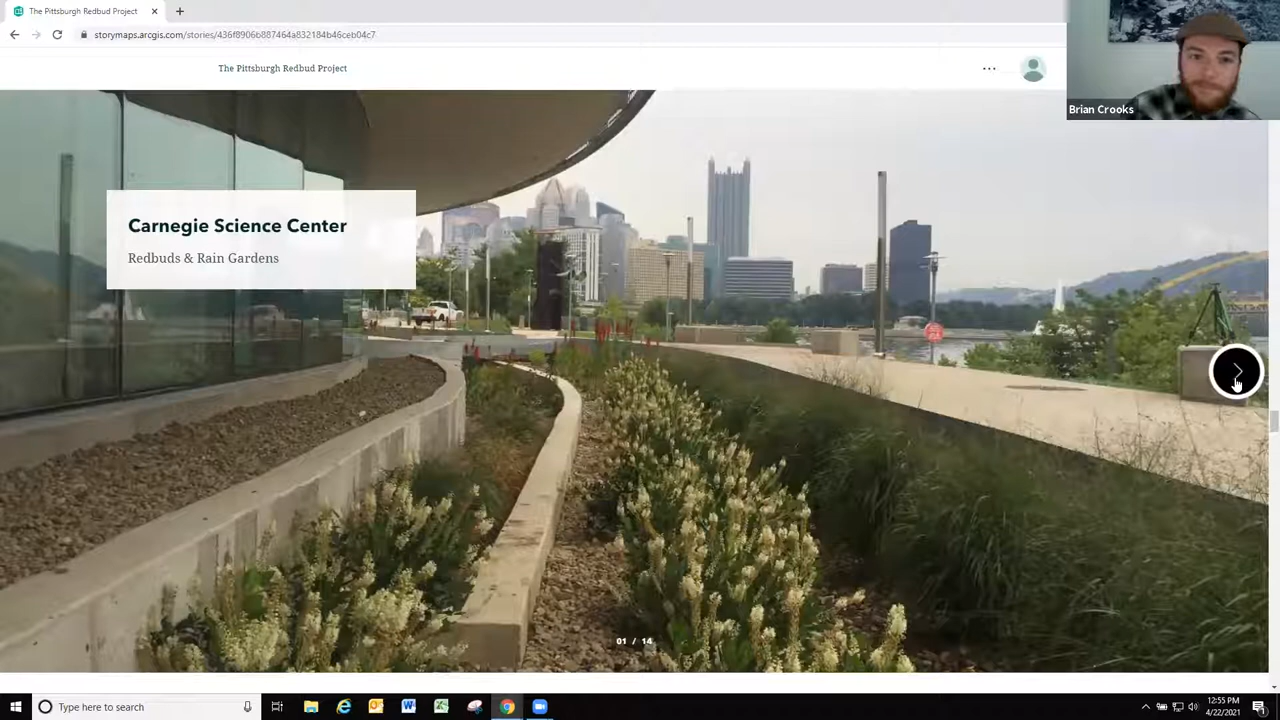 The Pittsburgh Redbud Project
storymaps.arcgis.com/stories/436f8906b887464a832184b46ceb04c7
The Pittsburgh Redbud Project
Brian Crooks
Carnegie Science Center
Redbuds & Rain Gardens
01 / 14
Type here to search
12:55 PM
4/22/2021